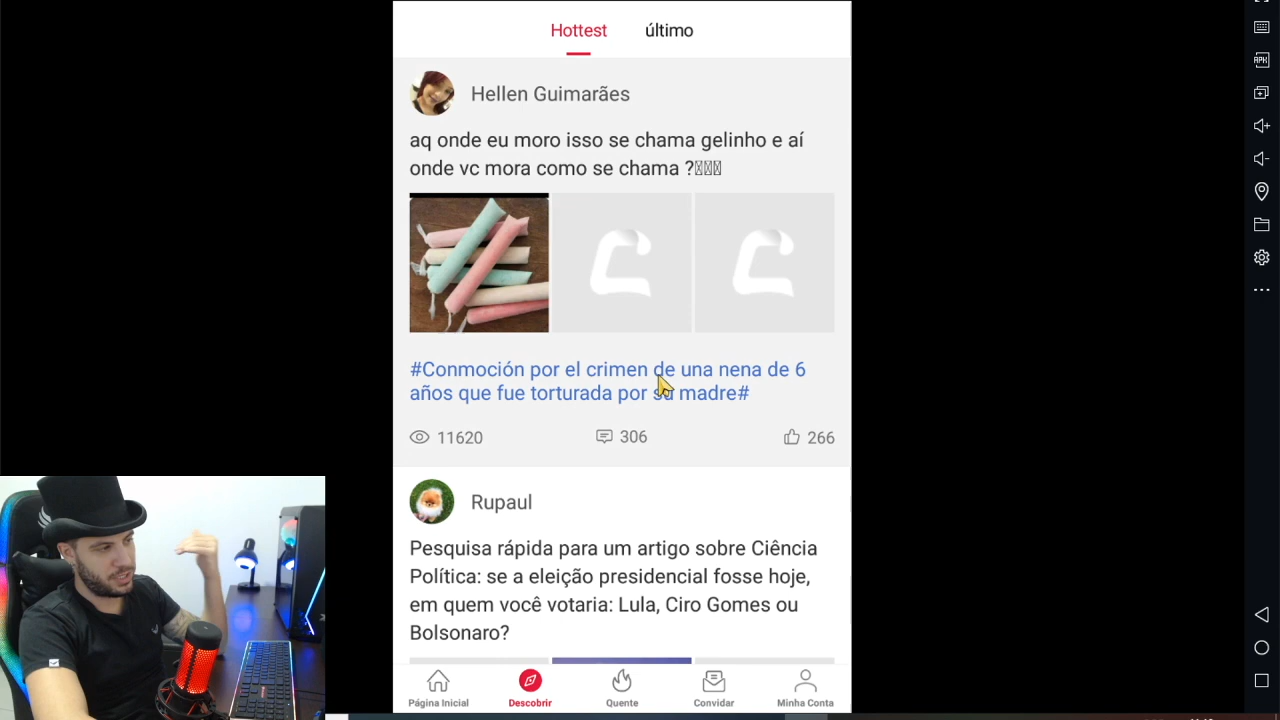 Hottest
último
Hellen Guimarães
aq onde eu moro isso se chama gelinho e aí
onde vc mora como se chama ?
#Conmoción por el crimen de una nena de 6
años que fue torturada por su madre#
11620
306
266
Rupaul
Pesquisa rápida para um artigo sobre Ciência
Política: se a eleição presidencial fosse hoje,
em quem você votaria: Lula, Ciro Gomes ou
Bolsonaro?
Página Inicial
Descobrir
Quente
Convidar
Minha Conta
APK